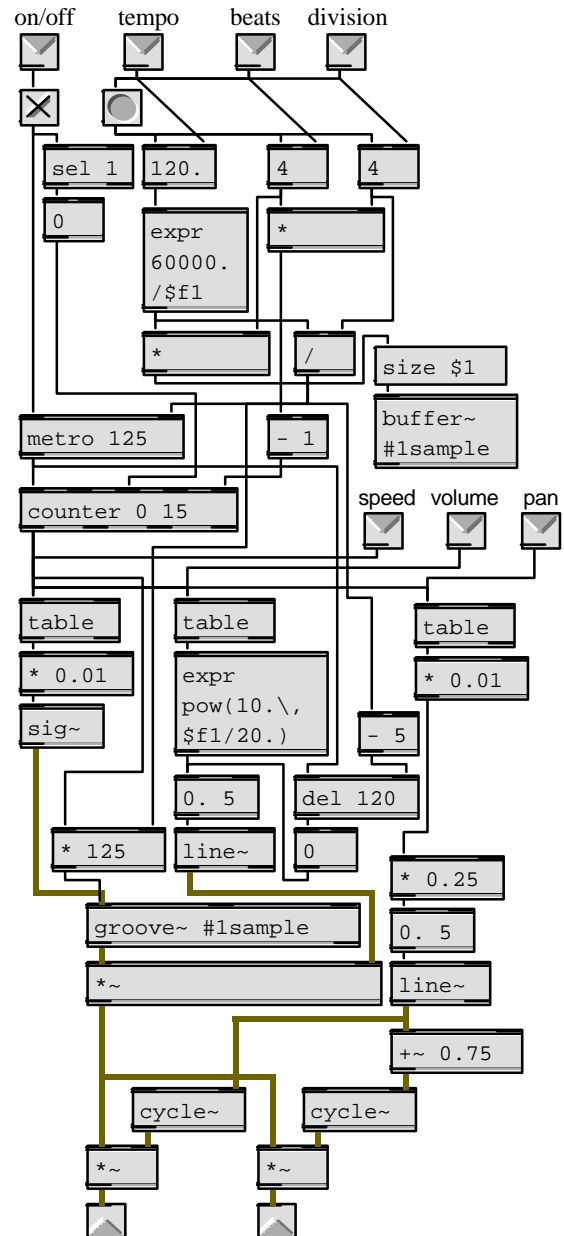 on/off tempo beats division
sel 1 120. 4 4
0
expr
60000.
/$f1
*
* /
size $1
buffer~
#1sample
metro 125 - 1
counter 0 15
speed volume pan
table table table
* 0.01
expr
pow(10.\,
$f1/20.)
* 0.01
sig~
- 5
0. 5 del 120
* 125 line~ 0
* 0.25
groove~ #1sample
0. 5
*~ line~
+~ 0.75
cycle~ cycle~
*~ *~